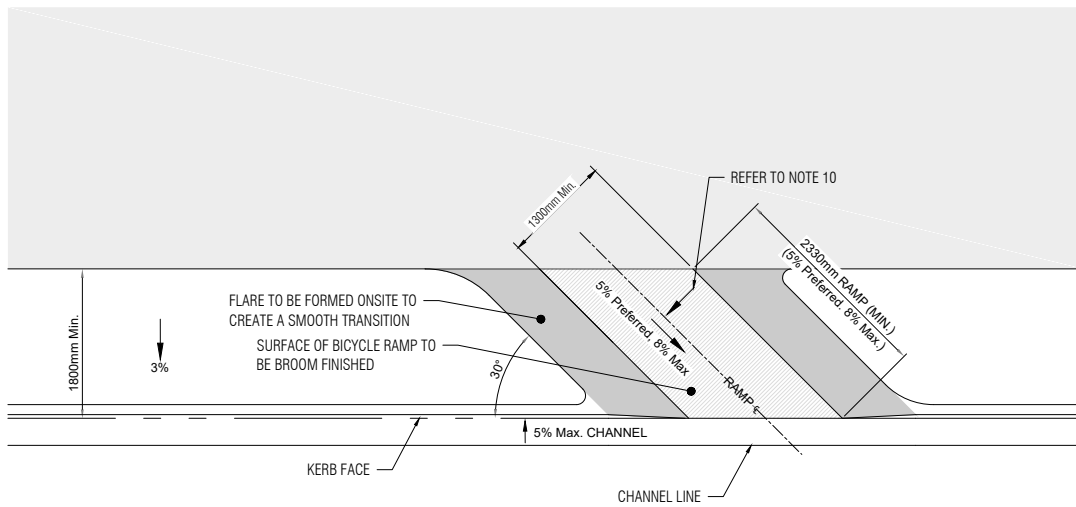 1300mm Min.
REFER TO NOTE 10
2330mm RAMP (MIN.)
(5% Preferred, 8% Max.)
FLARE TO BE FORMED ONSITE TO
CREATE A SMOOTH TRANSITION
SURFACE OF BICYCLE RAMP TO
BE BROOM FINISHED
5% Preferred, 8% Max
1800mm Min.
3%
30°
RAMP ℄
5% Max. CHANNEL
KERB FACE
CHANNEL LINE